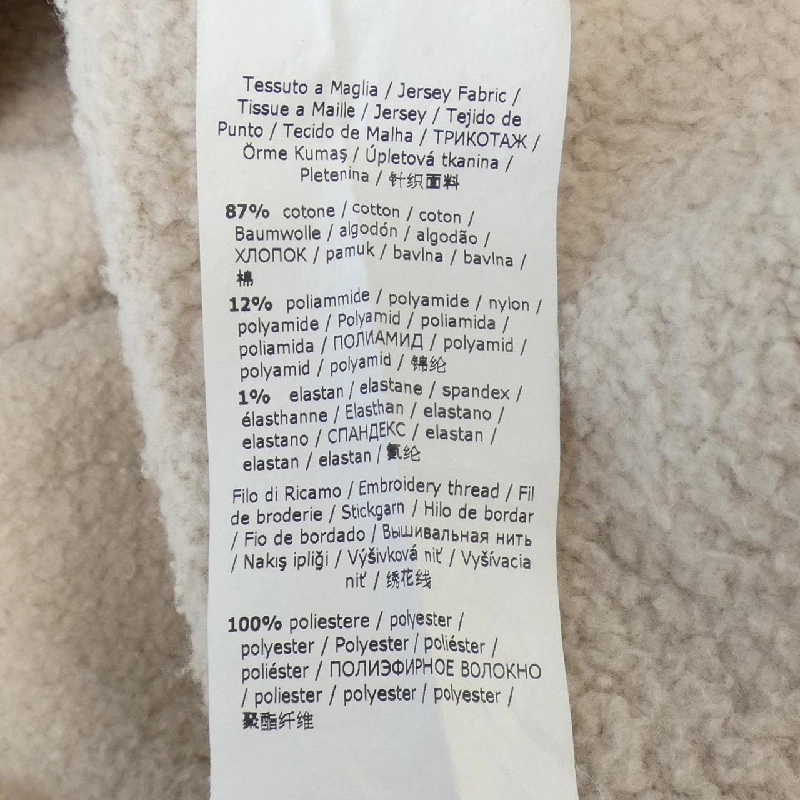 Tessuto a Maglia / Jersey Fabric /
Tissue a Maille / Jersey / Tejido de
Punto / Tecido de Malha / ТРИКОТАЖ /
Örme Kumaş / Úpletová tkanina /
Pletenina / 针织面料
87% cotone / cotton / coton /
Baumwolle / algodón / algodão /
ХЛОПОК / pamuk / bavlna / bavlna /
棉
12% poliammide / polyamide / nylon /
polyamide / Polyamid / poliamida /
poliamida / ПОЛИАМИД / polyamid /
polyamid / polyamid / 锦纶
1% elastan / elastane / spandex /
élasthanne / Elasthan / elastano /
elastano / СПАНДЕКС / elastan /
elastan / elastan / 氨纶
Filo di Ricamo / Embroidery thread / Fil
de broderie / Stickgarn / Hilo de bordar
/ Fio de bordado / Вышивальная нить
/ Nakış ipliği / Výšivková niť / Vyšívacia
niť / 绣花线
100% poliestere / polyester /
polyester / Polyester / poliéster /
poliéster / ПОЛИЭФИРНОЕ ВОЛОКНО
/ poliester / polyester / polyester /
聚酯纤维